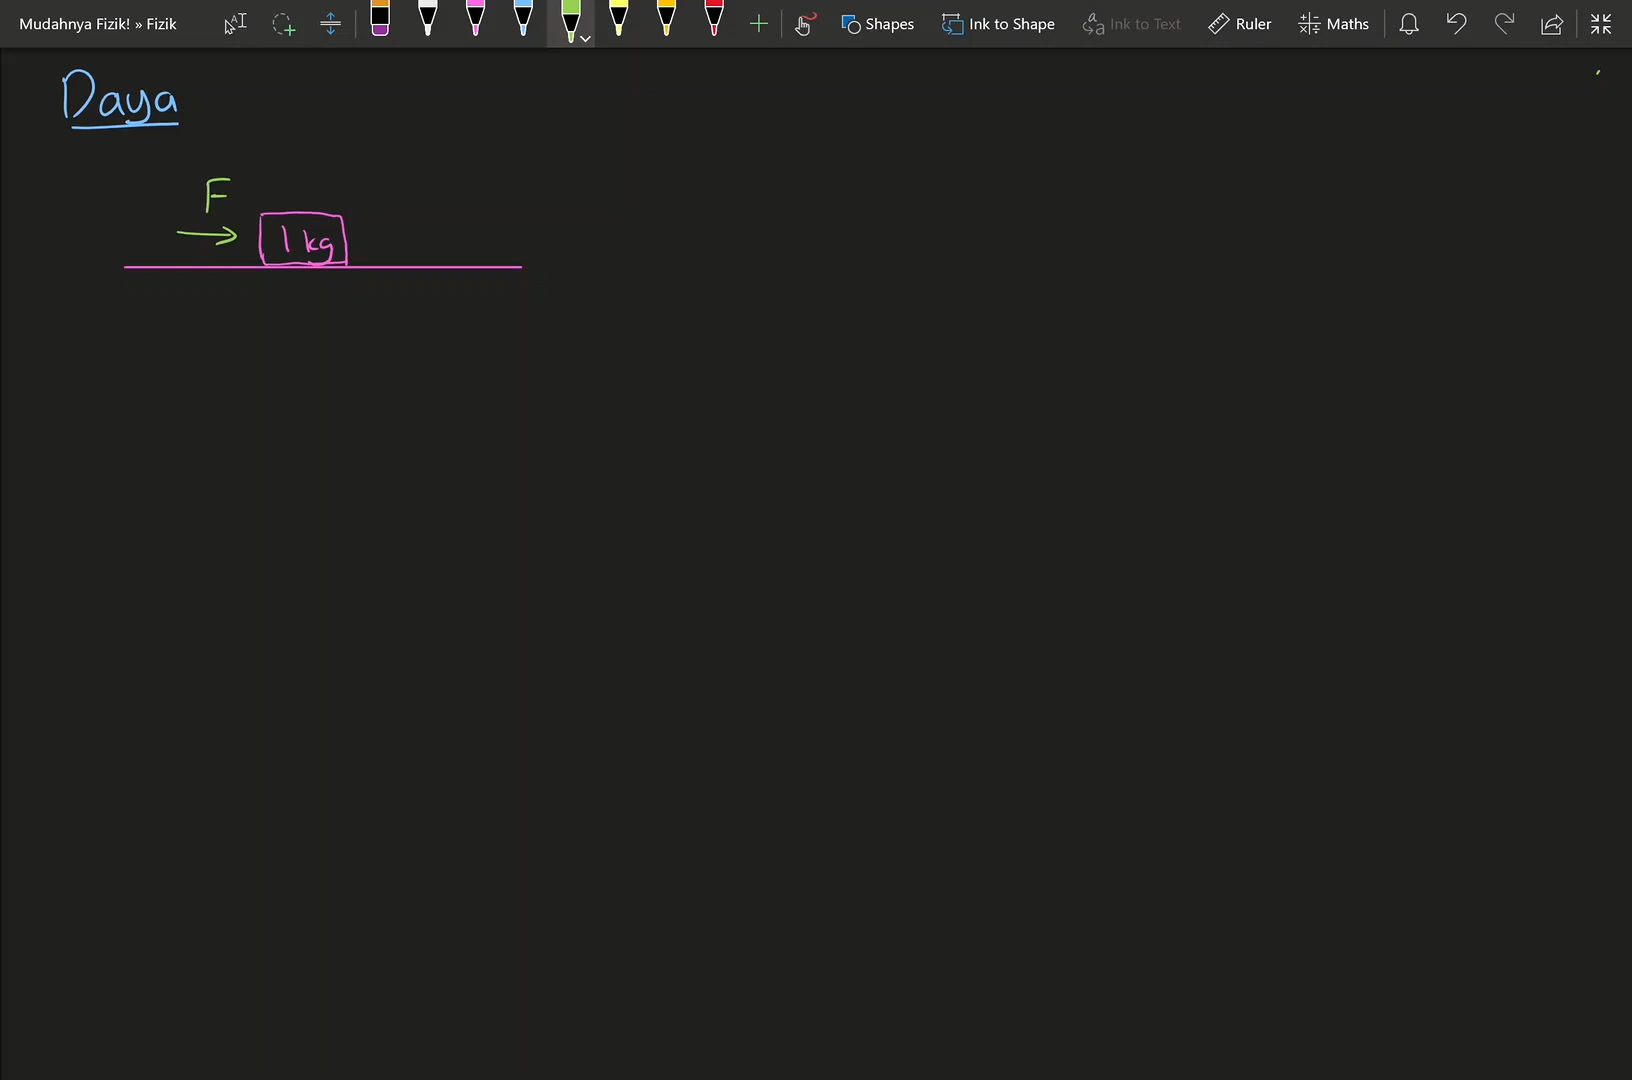 Mudahnya Fizik! » Fizik Shapes Ink to Shape Ink to Text Ruler Maths
Daya
F
1 kg